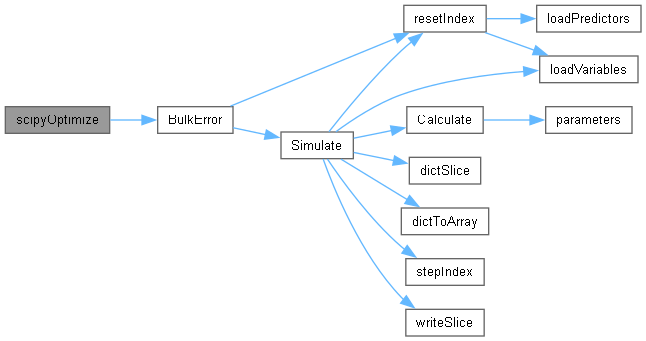 scipyOptimize
BulkError
Simulate
resetIndex
loadPredictors
loadVariables
Calculate
parameters
dictSlice
dictToArray
stepIndex
writeSlice